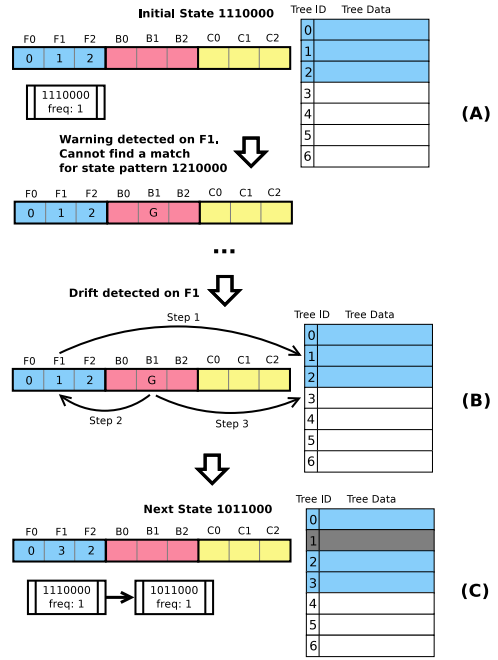 Initial State 1110000
Tree ID Tree Data
F0 F1 F2 B0 B1 B2 C0 C1 C2
0 1 2
0
1
2
3
4
5
6
1110000
freq: 1
(A)
Warning detected on F1.
Cannot find a match
for state pattern 1210000
F0 F1 F2 B0 B1 B2 C0 C1 C2
0 1 2 G
...
Drift detected on F1
Tree ID Tree Data
Step 1
F0 F1 F2 B0 B1 B2 C0 C1 C2
0 1 2 G
Step 2 Step 3
0
1
2
3
4
5
6
(B)
Next State 1011000
Tree ID Tree Data
F0 F1 F2 B0 B1 B2 C0 C1 C2
0 3 2
0
1
2
3
4
5
6
1110000
freq: 1
1011000
freq: 1
(C)